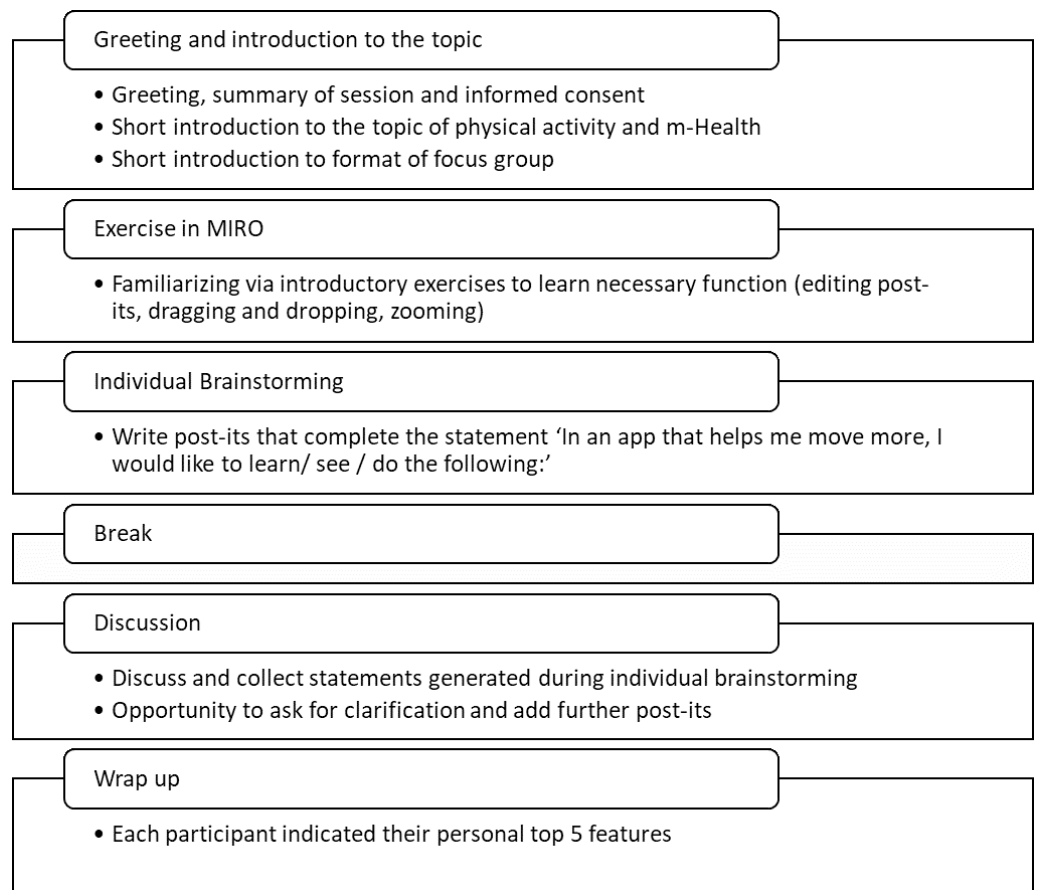 Greeting and introduction to the topic
• Greeting, summary of session and informed consent
• Short introduction to the topic of physical activity and m-Health
• Short introduction to format of focus group
Exercise in MIRO
• Familiarizing via introductory exercises to learn necessary function (editing post-
its, dragging and dropping, zooming)
Individual Brainstorming
• Write post-its that complete the statement ‘In an app that helps me move more, I
would like to learn/ see / do the following:’
Break
Discussion
• Discuss and collect statements generated during individual brainstorming
• Opportunity to ask for clarification and add further post-its
Wrap up
• Each participant indicated their personal top 5 features